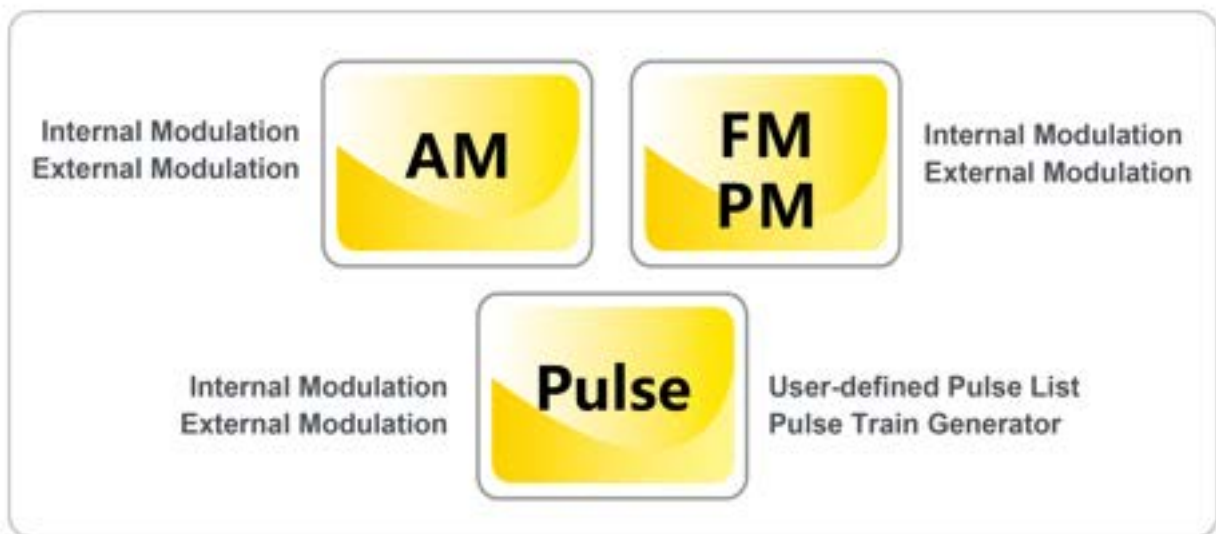 Internal Modulation
External Modulation
AM
FM
PM
Internal Modulation
External Modulation
Internal Modulation
External Modulation
Pulse
User-defined Pulse List
Pulse Train Generator